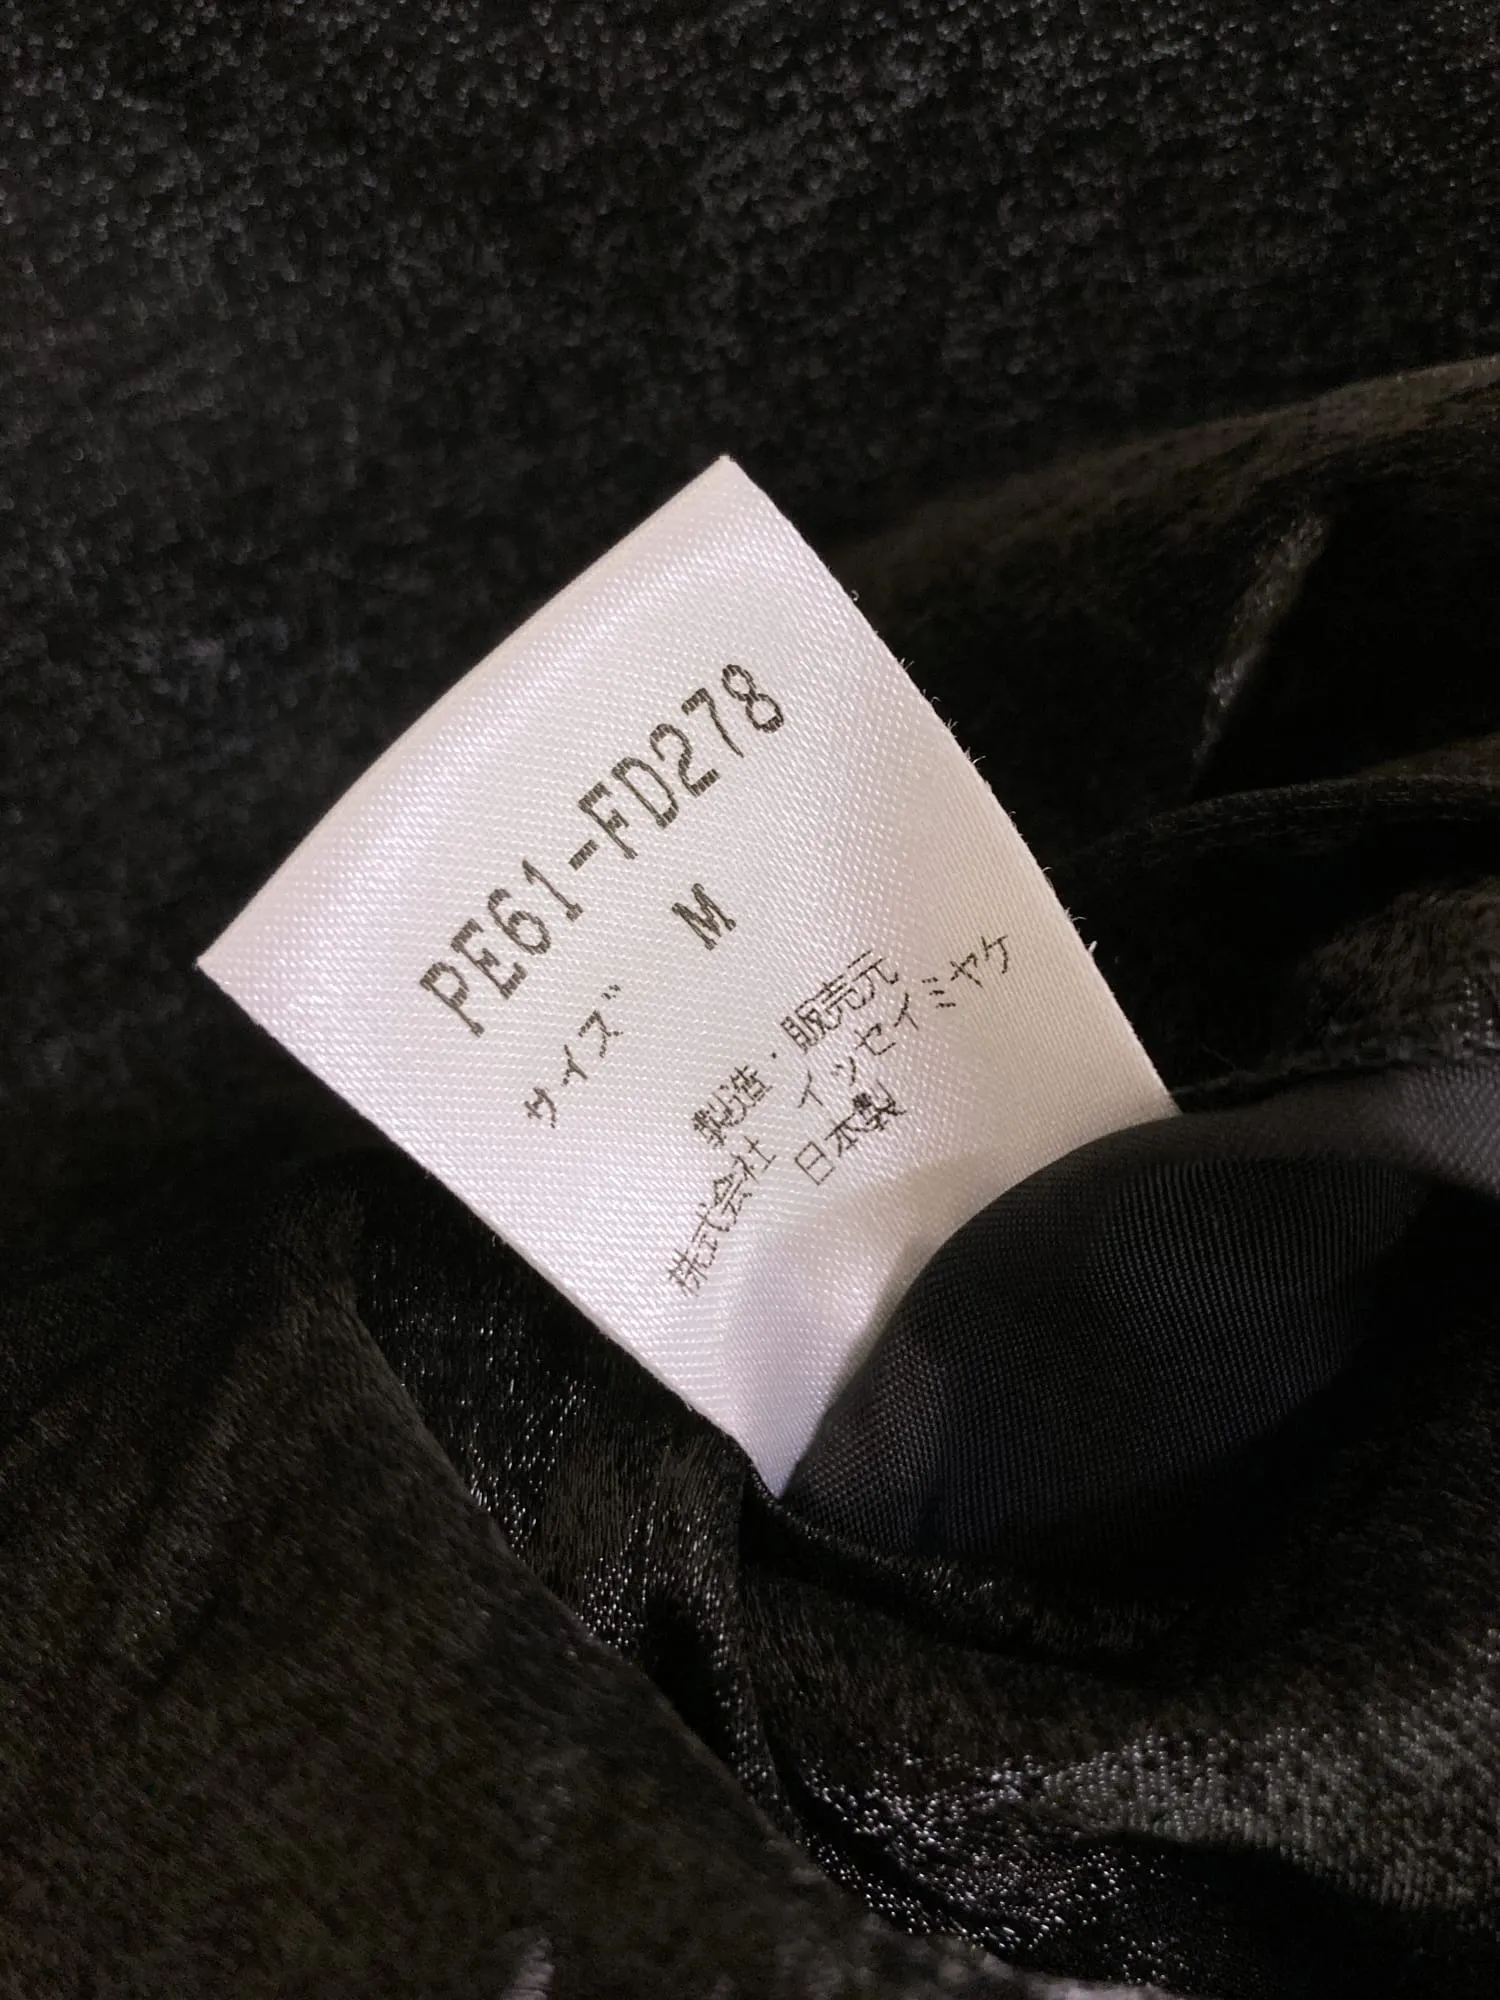 PE61-FD278
サイズ M
製造・販売元
株式会社 イッセイミヤケ
日本製